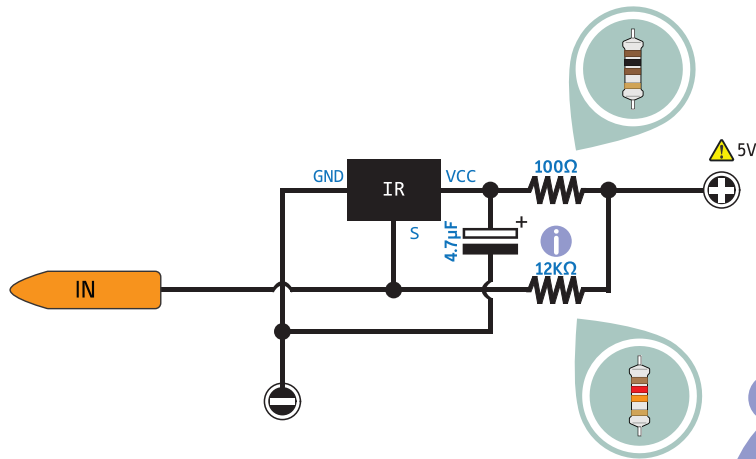 100Ω
5V
GND
IR
VCC
S
4.7µF
+
i
12KΩ
IN